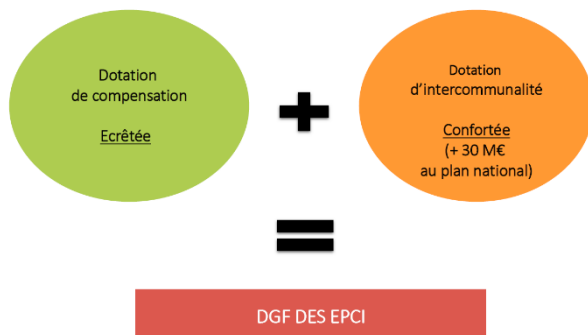 Dotation
de compensation
Ecrêtée
+
Dotation
d'intercommunalité
Confortée
(+ 30 M€
au plan national)
=
DGF DES EPCI